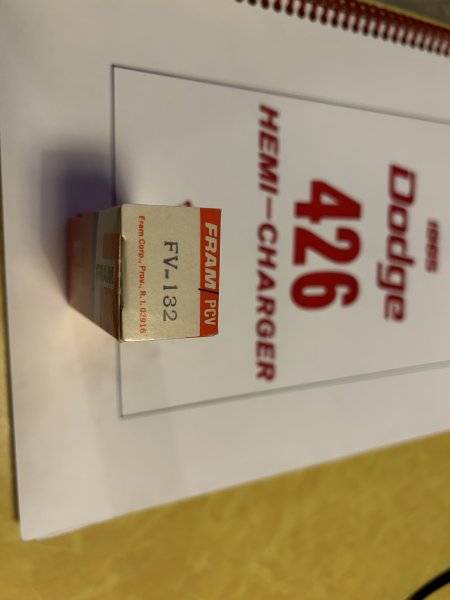 1965
Dodge
426
HEMI-CHARGER
FRAM PCV
FV-132
Fram Corp., Prov., R. I. 02916